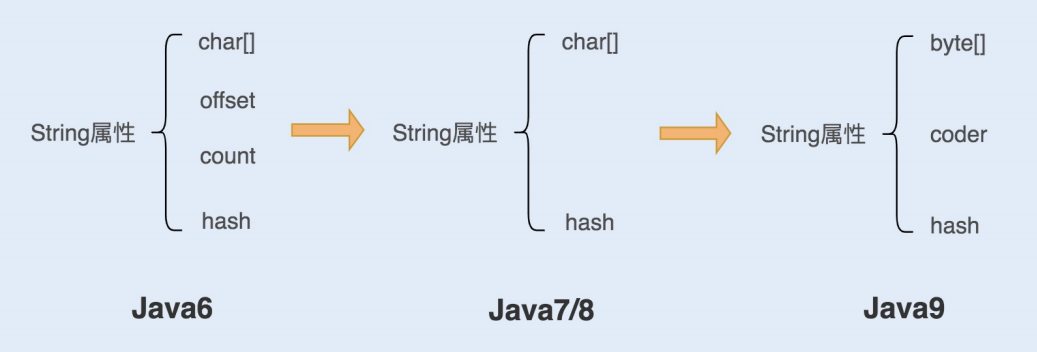 String属性
char[]
offset
count
hash
Java6
String属性
char[]
hash
Java7/8
String属性
byte[]
coder
hash
Java9